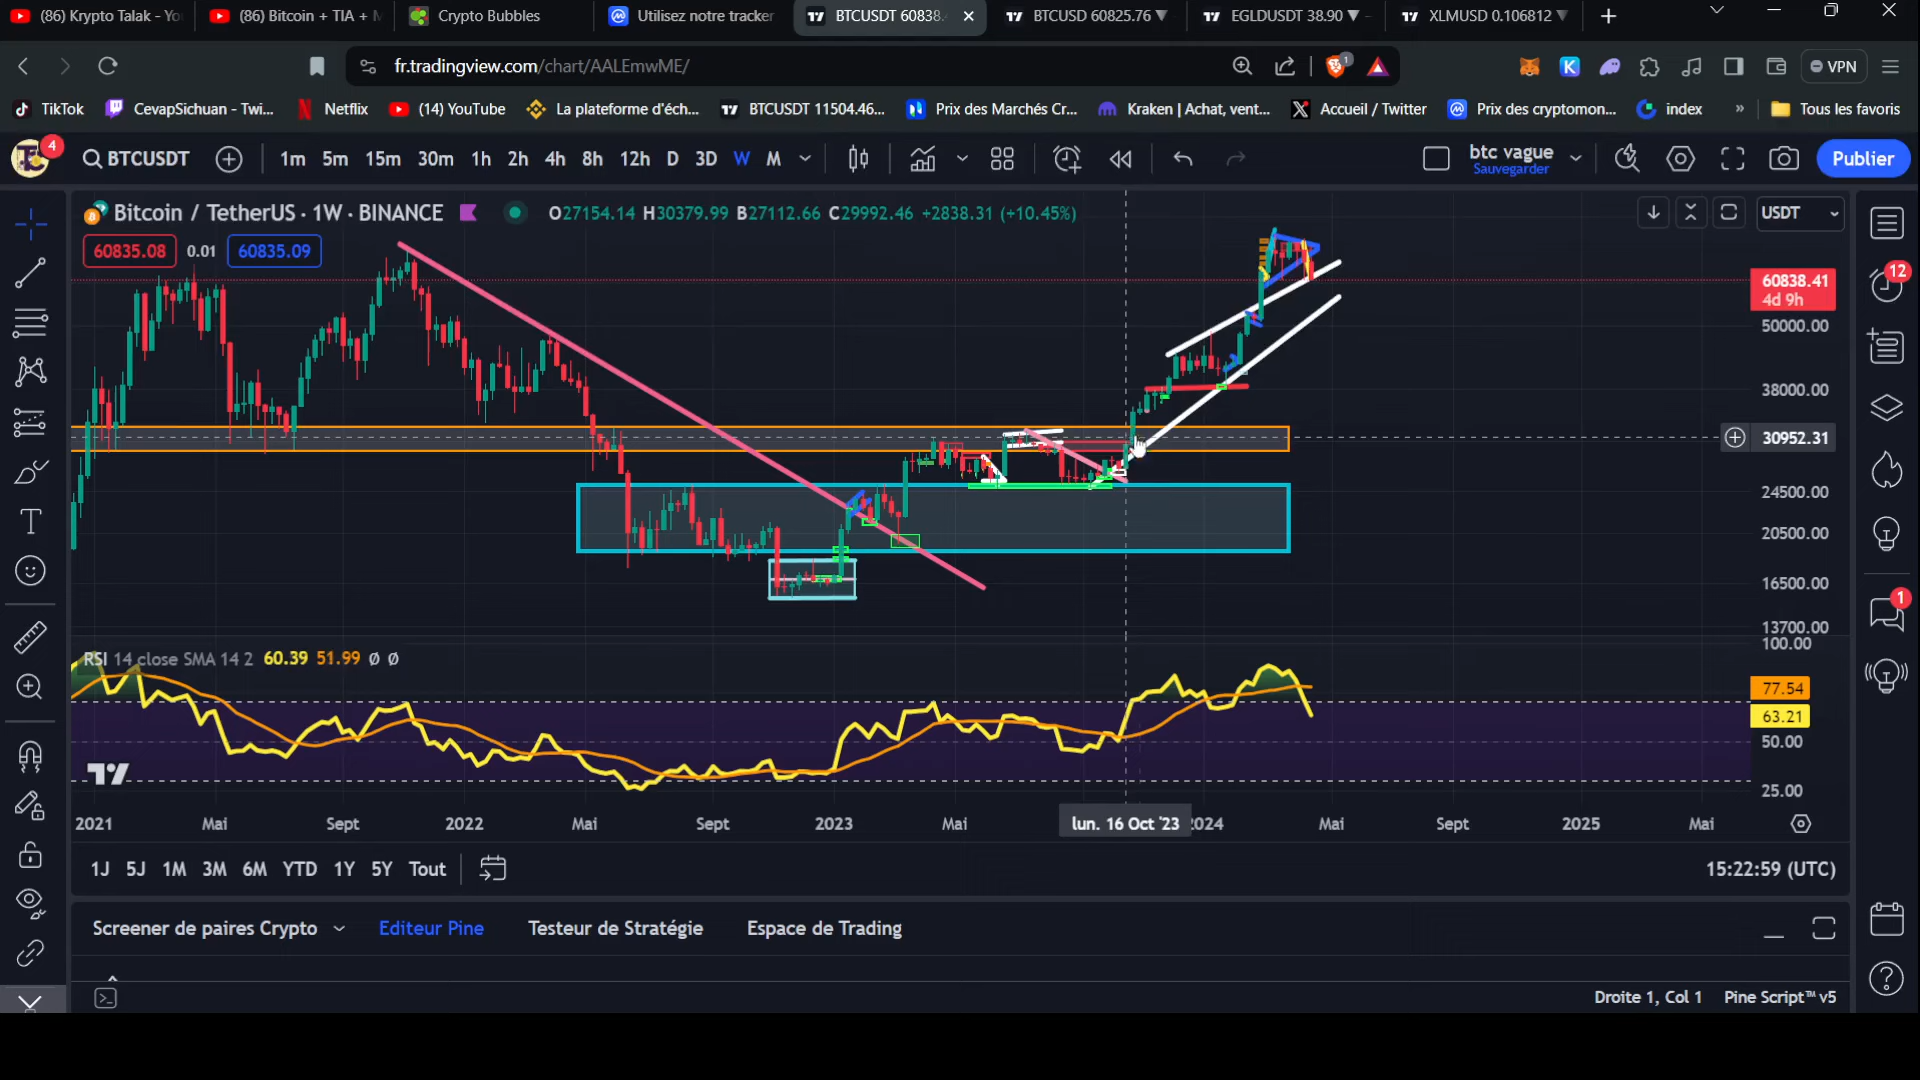 (86) Krypto Talak - Yo
(86) Bitcoin + TIA +
Crypto Bubbles
Utilisez notre tracker
BTCUSDT 60838.
BTCUSD 60825.76 ▼
EGLDUSDT 38.90 ▼
XLMUSD 0.106812 ▼
fr.tradingview.com/chart/AALEmwME/
1
VPN
TikTok
CevapSichuan - Twi...
Netflix
(14) YouTube
La plateforme d'éch...
BTCUSDT 11504.46...
Prix des Marchés Cr...
Kraken | Achat, vent...
Accueil / Twitter
Prix des cryptomon...
index
»
Tous les favoris
4
BTCUSDT
1m 5m 15m 30m 1h 2h 4h 8h 12h D 3D W M
btc vague
Sauvegarder
Publier
Bitcoin / TetherUS · 1W · BINANCE
O27154.14 H30379.99 B27112.66 C29992.46 +2838.31 (+10.45%)
USDT
60835.08
0.01
60835.09
12
60838.41
4d 9h
50000.00
38000.00
30952.31
24500.00
20500.00
16500.00
13700.00
100.00
RSI 14 close SMA 14 2 60.39 51.99 Ø Ø
77.54
63.21
50.00
25.00
1
2021 Mai Sept 2022 Mai Sept 2023 Mai lun. 16 Oct '23 2024 Mai Sept 2025 Mai
1J 5J 1M 3M 6M YTD 1Y 5Y Tout
15:22:59 (UTC)
Screener de paires Crypto
Editeur Pine
Testeur de Stratégie
Espace de Trading
Droite 1, Col 1
Pine Script™ v5